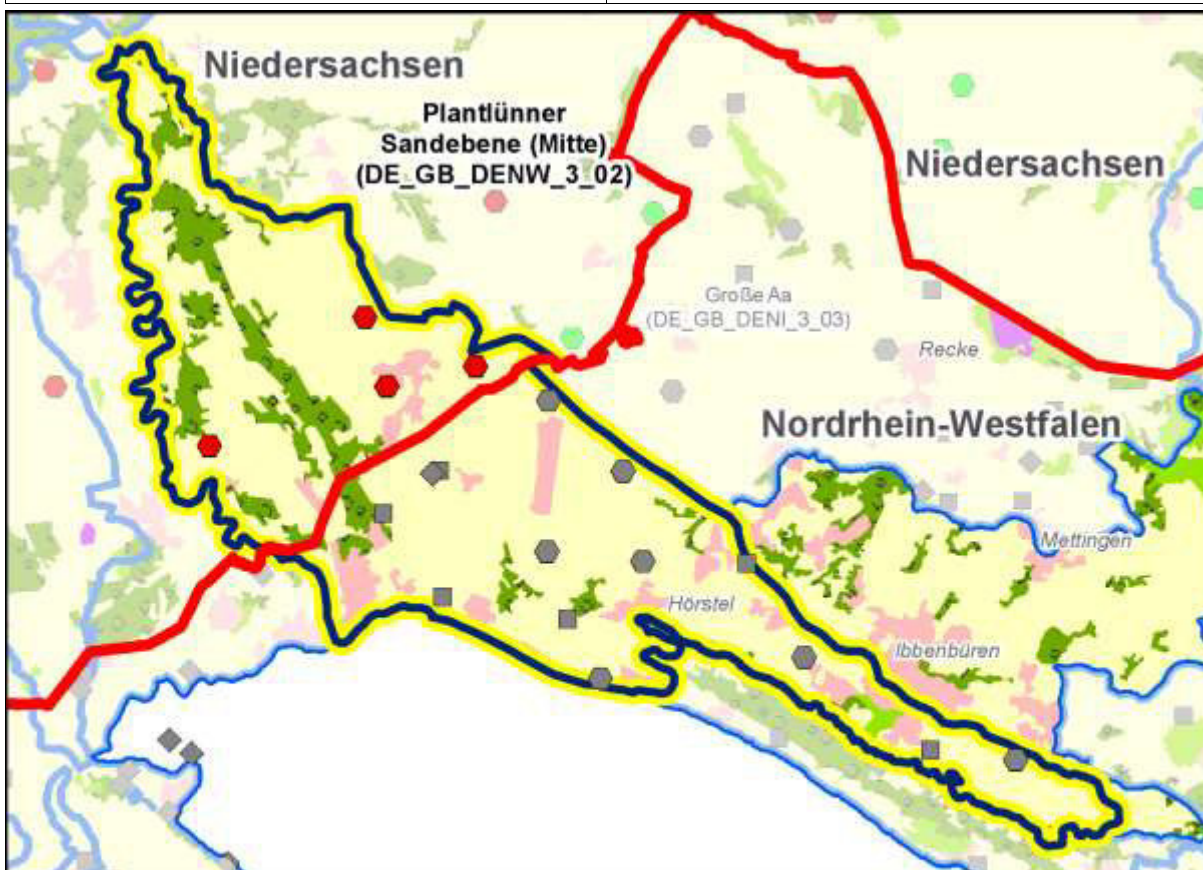 Niedersachsen
Plantlünner
Sandebene (Mitte)
(DE_GB_DENW_3_02)
Niedersachsen
Große Aa
(DE_GB_DENI_3_03)
Recke
Nordrhein-Westfalen
Mettingen
Hörstel
Ibbenbüren